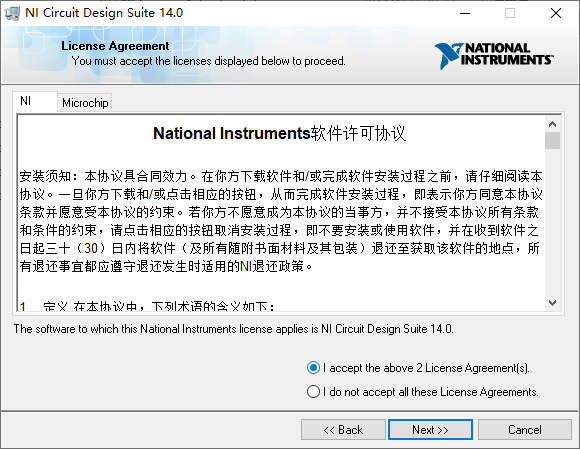 NI Circuit Design Suite 14.0
License Agreement
You must accept the licenses displayed below to proceed.
NATIONAL
INSTRUMENTS™
NI
Microchip
National Instruments软件许可协议
安装须知：本协议具合同效力。在你方下载软件和/或完成软件安装过程之前，请仔细阅读本
协议。一旦你方下载和/或点击相应的按钮，从而完成软件安装过程，即表示你方同意本协议
条款并愿意受本协议的约束。若你方不愿意成为本协议的当事方，并不接受本协议所有条款
和条件的约束，请点击相应的按钮取消安装过程，即不要安装或使用软件，并在收到软件之
日起三十（30）日内将软件（及所有随附书面材料及其包装）退还至获取该软件的地点，所
有退还事宜都应遵守退还发生时适用的NI退还政策。
1. 定义 在本协议中，下列术语的含义如下：
The software to which this National Instruments license applies is NI Circuit Design Suite 14.0.
I accept the above 2 License Agreement(s).
I do not accept all these License Agreements.
<< Back
Next >>
Cancel